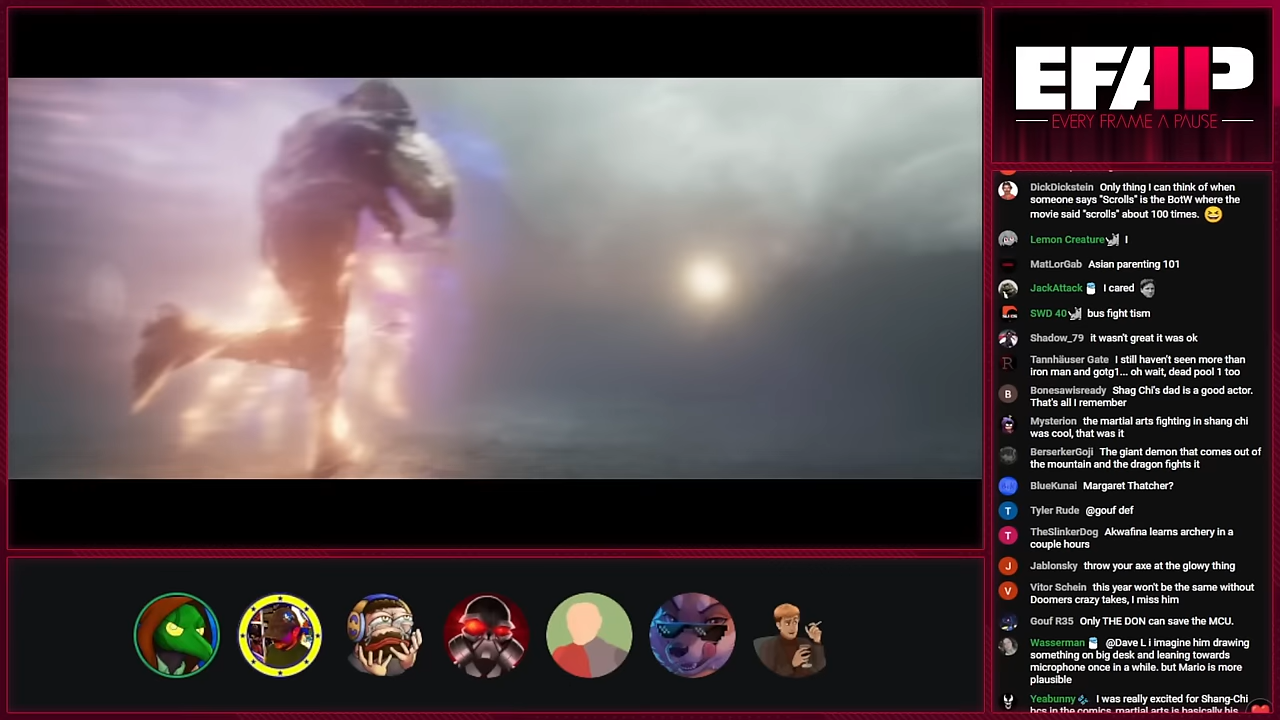 EFAP
EVERY FRAME A PAUSE
DickDickstein Only thing I can think of when
someone says "Scrolls" is the BotW where the
movie said "scrolls" about 100 times.
Lemon Creature I
MatLorGab Asian parenting 101
JackAttack I cared
SWD 40 bus fight tism
Shadow_79 it wasn't great it was ok
Tannhäuser Gate I still haven't seen more than
iron man and gotg1... oh wait, dead pool 1 too
B
Bonesawisready Shag Chi's dad is a good actor.
That's all I remember
Mysterion the martial arts fighting in shang chi
was cool, that was it
BerserkerGoji The giant demon that comes out of
the mountain and the dragon fights it
BlueKunai Margaret Thatcher?
T
Tyler Rude @gouf def
T
TheSlinkerDog Akwafina learns archery in a
couple hours
J
Jablonsky throw your axe at the glowy thing
V
Vitor Schein this year won't be the same without
Doomers crazy takes, I miss him
Gouf R35 Only THE DON can save the MCU.
Wasserman @Dave L i imagine him drawing
something on big desk and leaning towards
microphone once in a while. but Mario is more
plausible
Yeabunny I was really excited for Shang-Chi
bcs in the comics, martial arts is basically his